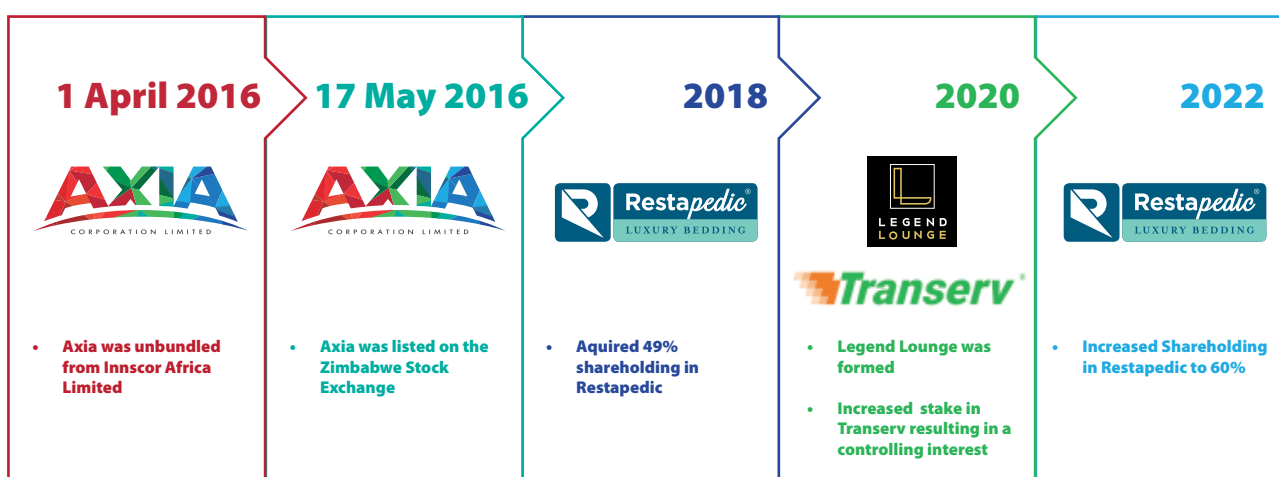 1 April 2016
AXIA
CORPORATION LIMITED
• Axia was unbundled
from Innscor Africa
Limited
17 May 2016
AXIA
CORPORATION LIMITED
• Axia was listed on the
Zimbabwe Stock
Exchange
2018
R
Restapedic®
LUXURY BEDDING
• Aquired 49%
shareholding in
Restapedic
2020
L
LEGEND
LOUNGE
Transerv
• Legend Lounge was
formed
• Increased stake in
Transerv resulting in a
controlling interest
2022
R
Restapedic®
LUXURY BEDDING
• Increased Shareholding
in Restapedic to 60%